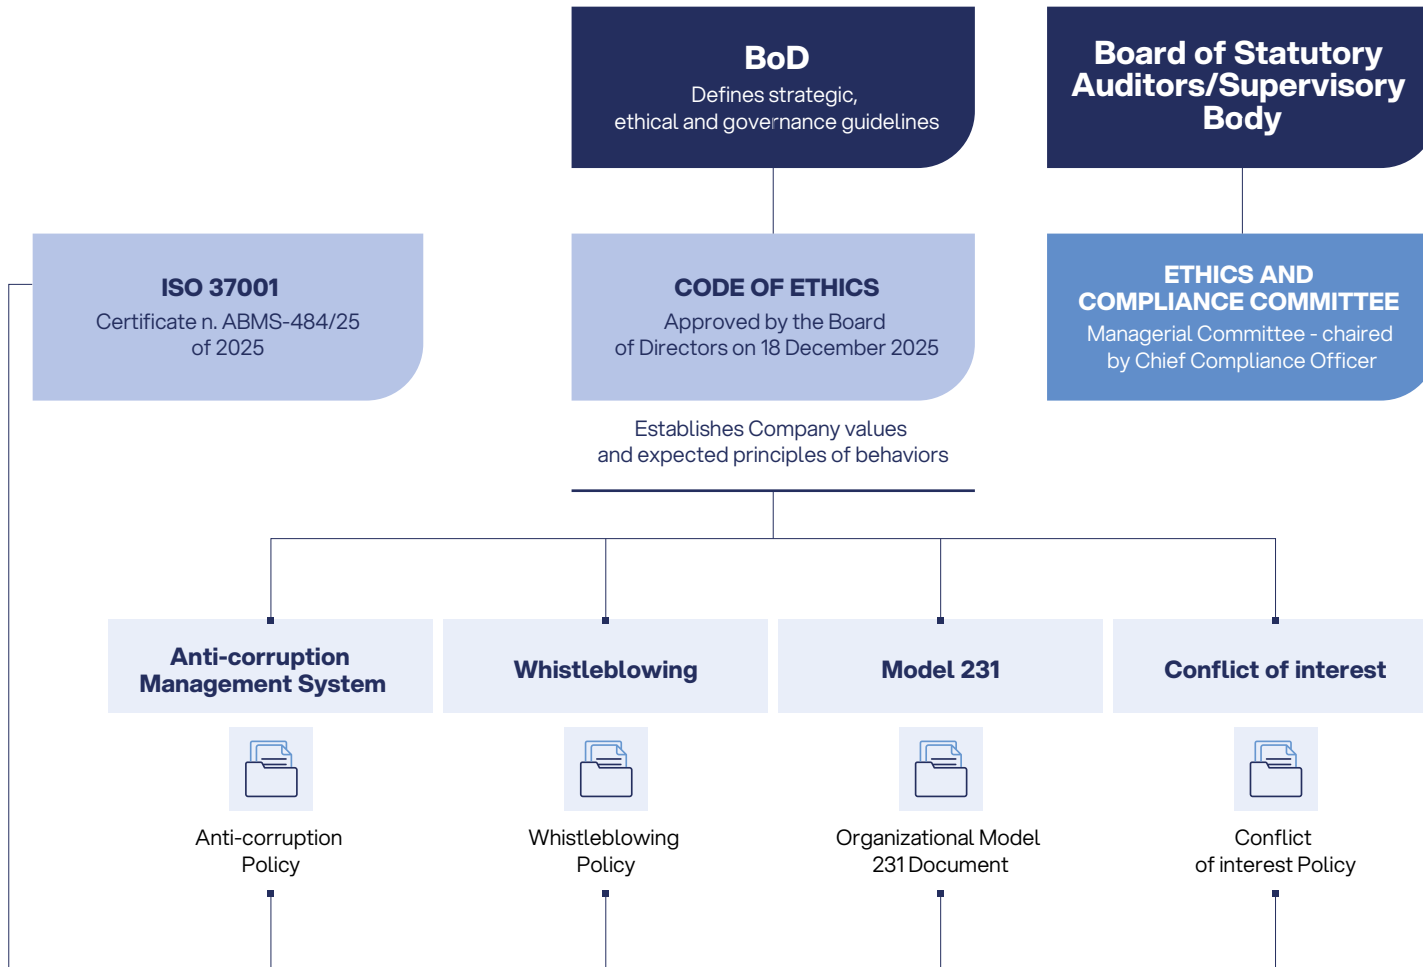 BoD
Defines strategic,
ethical and governance guidelines
Board of Statutory
Auditors/Supervisory
Body
ISO 37001
Certificate n. ABMS-484/25
of 2025
CODE OF ETHICS
Approved by the Board
of Directors on 18 December 2025
ETHICS AND
COMPLIANCE COMMITTEE
Managerial Committee - chaired
by Chief Compliance Officer
Establishes Company values
and expected principles of behaviors
Anti-corruption
Management System
Whistleblowing
Model 231
Conflict of interest
Anti-corruption
Policy
Whistleblowing
Policy
Organizational Model
231 Document
Conflict
of interest Policy